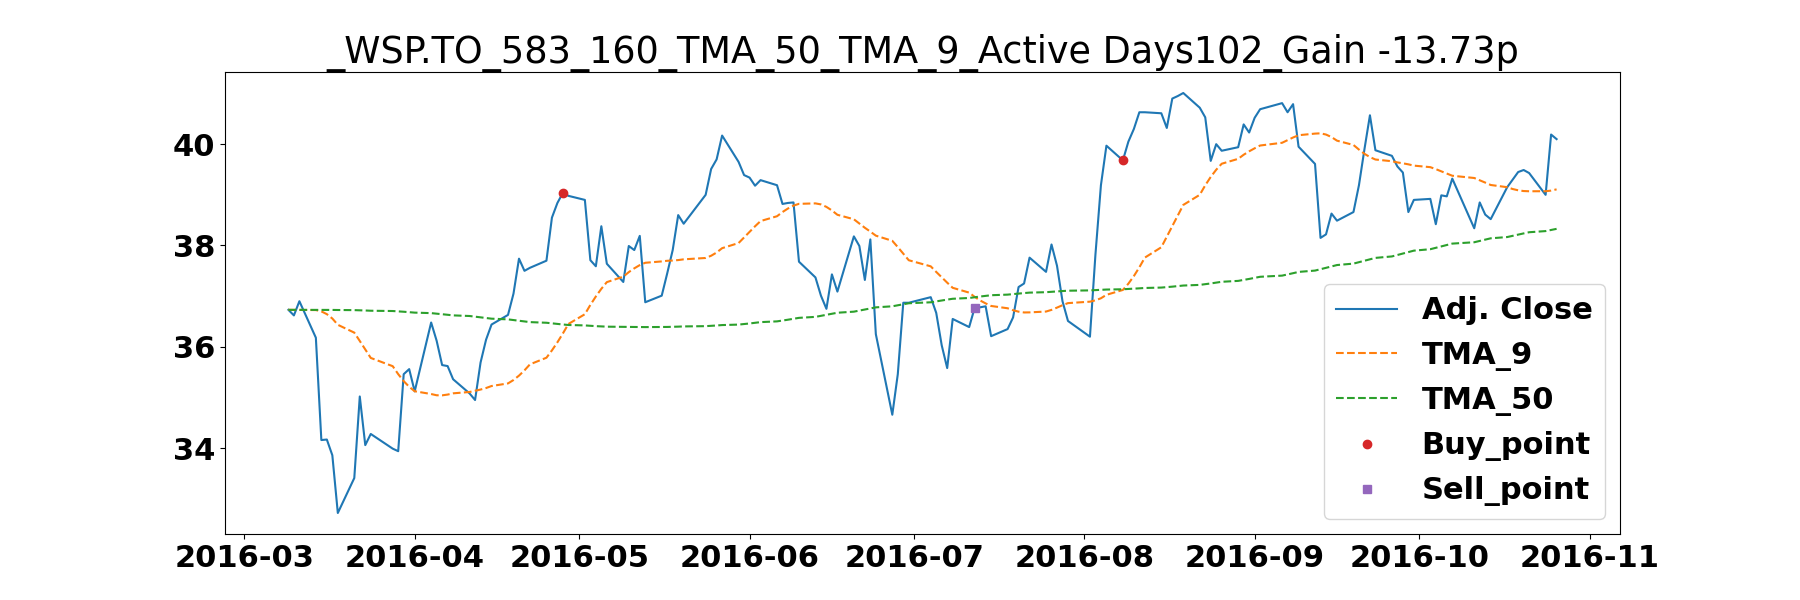 _WSP.TO_583_160_TMA_50_TMA_9_Active Days102_Gain -13.73p
40
38
36
34
Adj. Close
TMA_9
TMA_50
Buy_point
Sell_point
2016-03 2016-04 2016-05 2016-06 2016-07 2016-08 2016-09 2016-10 2016-11